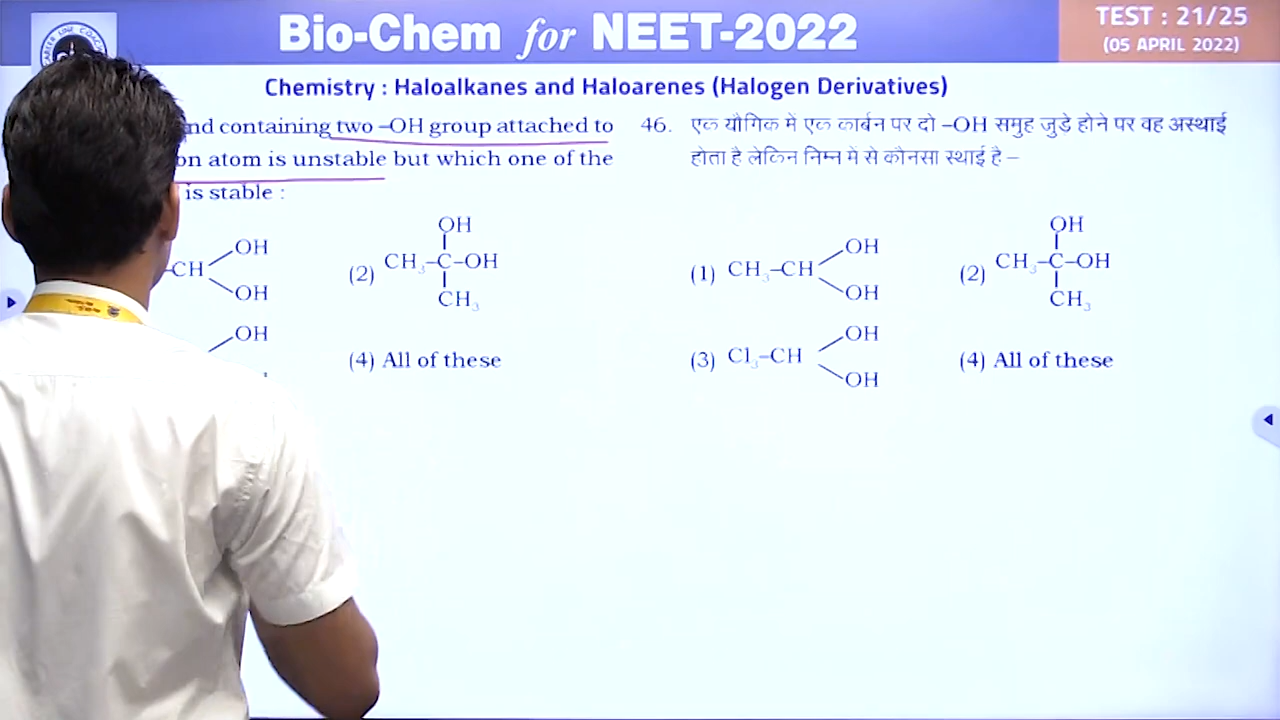 Bio-Chem for NEET-2022
TEST : 21/25
(05 APRIL 2022)
Chemistry : Haloalkanes and Haloarenes (Halogen Derivatives)
containing two –OH group attached to
atom is unstable but which one of the
is stable :
–CH
OH
OH
(2) CH3–C–OH
OH
CH3
OH
(4) All of these
46. एक यौगिक में एक कार्बन पर दो –OH समुह जुडे होने पर वह अस्थाई
होता है लेकिन निम्न में से कौनसा स्थाई है –
(1) CH3–CH
OH
OH
(2) CH3–C–OH
OH
CH3
(3) Cl3–CH
OH
OH
(4) All of these